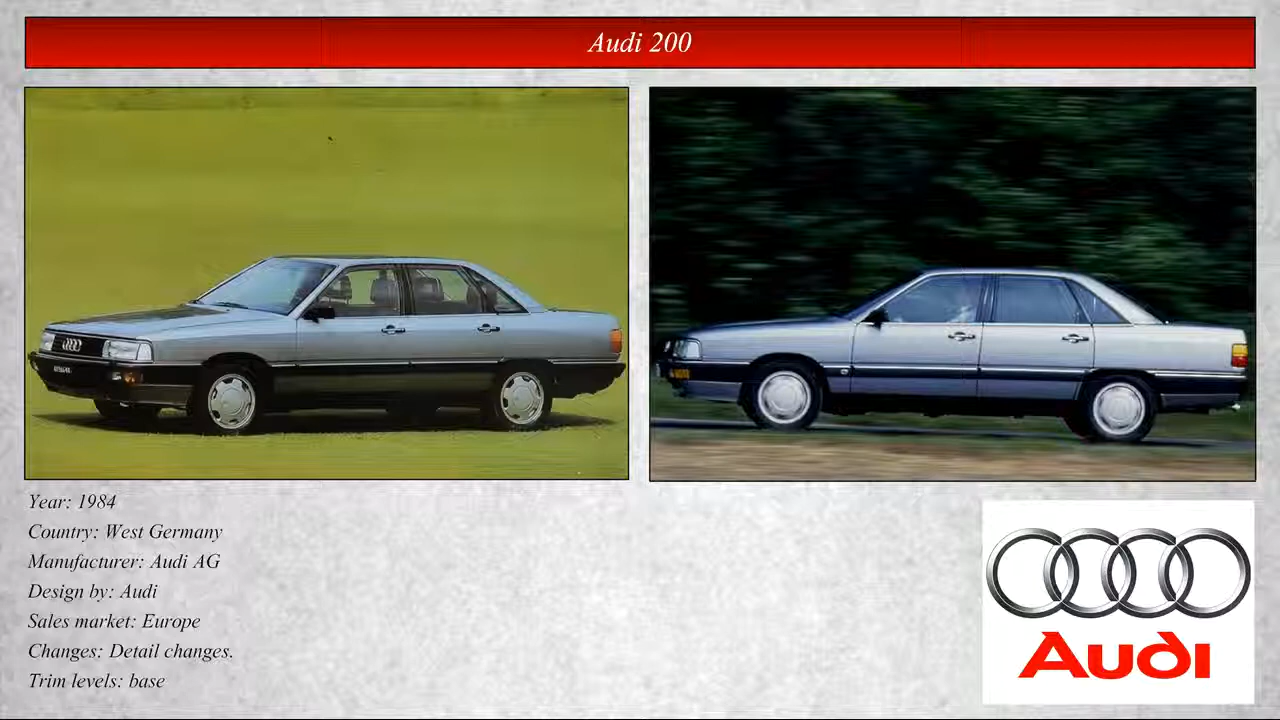 Audi 200
Year: 1984
Country: West Germany
Manufacturer: Audi AG
Design by: Audi
Sales market: Europe
Changes: Detail changes.
Trim levels: base
Audi